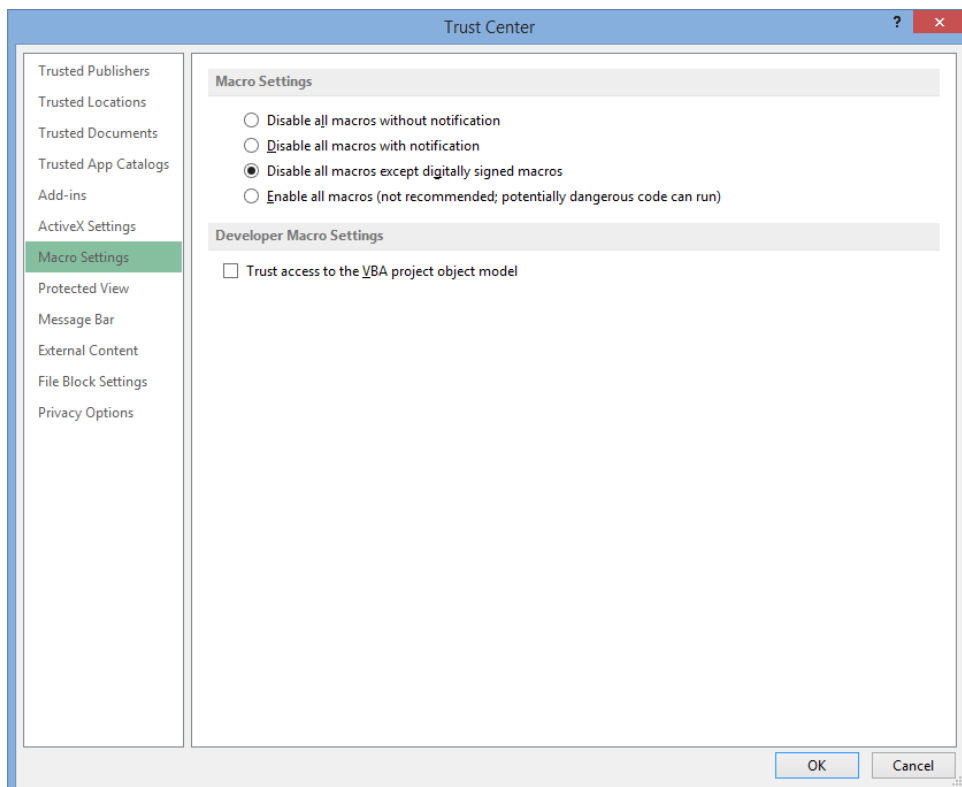 Trust Center
?
Trusted Publishers
Trusted Locations
Trusted Documents
Trusted App Catalogs
Add-ins
ActiveX Settings
Macro Settings
Protected View
Message Bar
External Content
File Block Settings
Privacy Options
Macro Settings
Disable all macros without notification
Disable all macros with notification
Disable all macros except digitally signed macros
Enable all macros (not recommended; potentially dangerous code can run)
Developer Macro Settings
Trust access to the VBA project object model
OK
Cancel